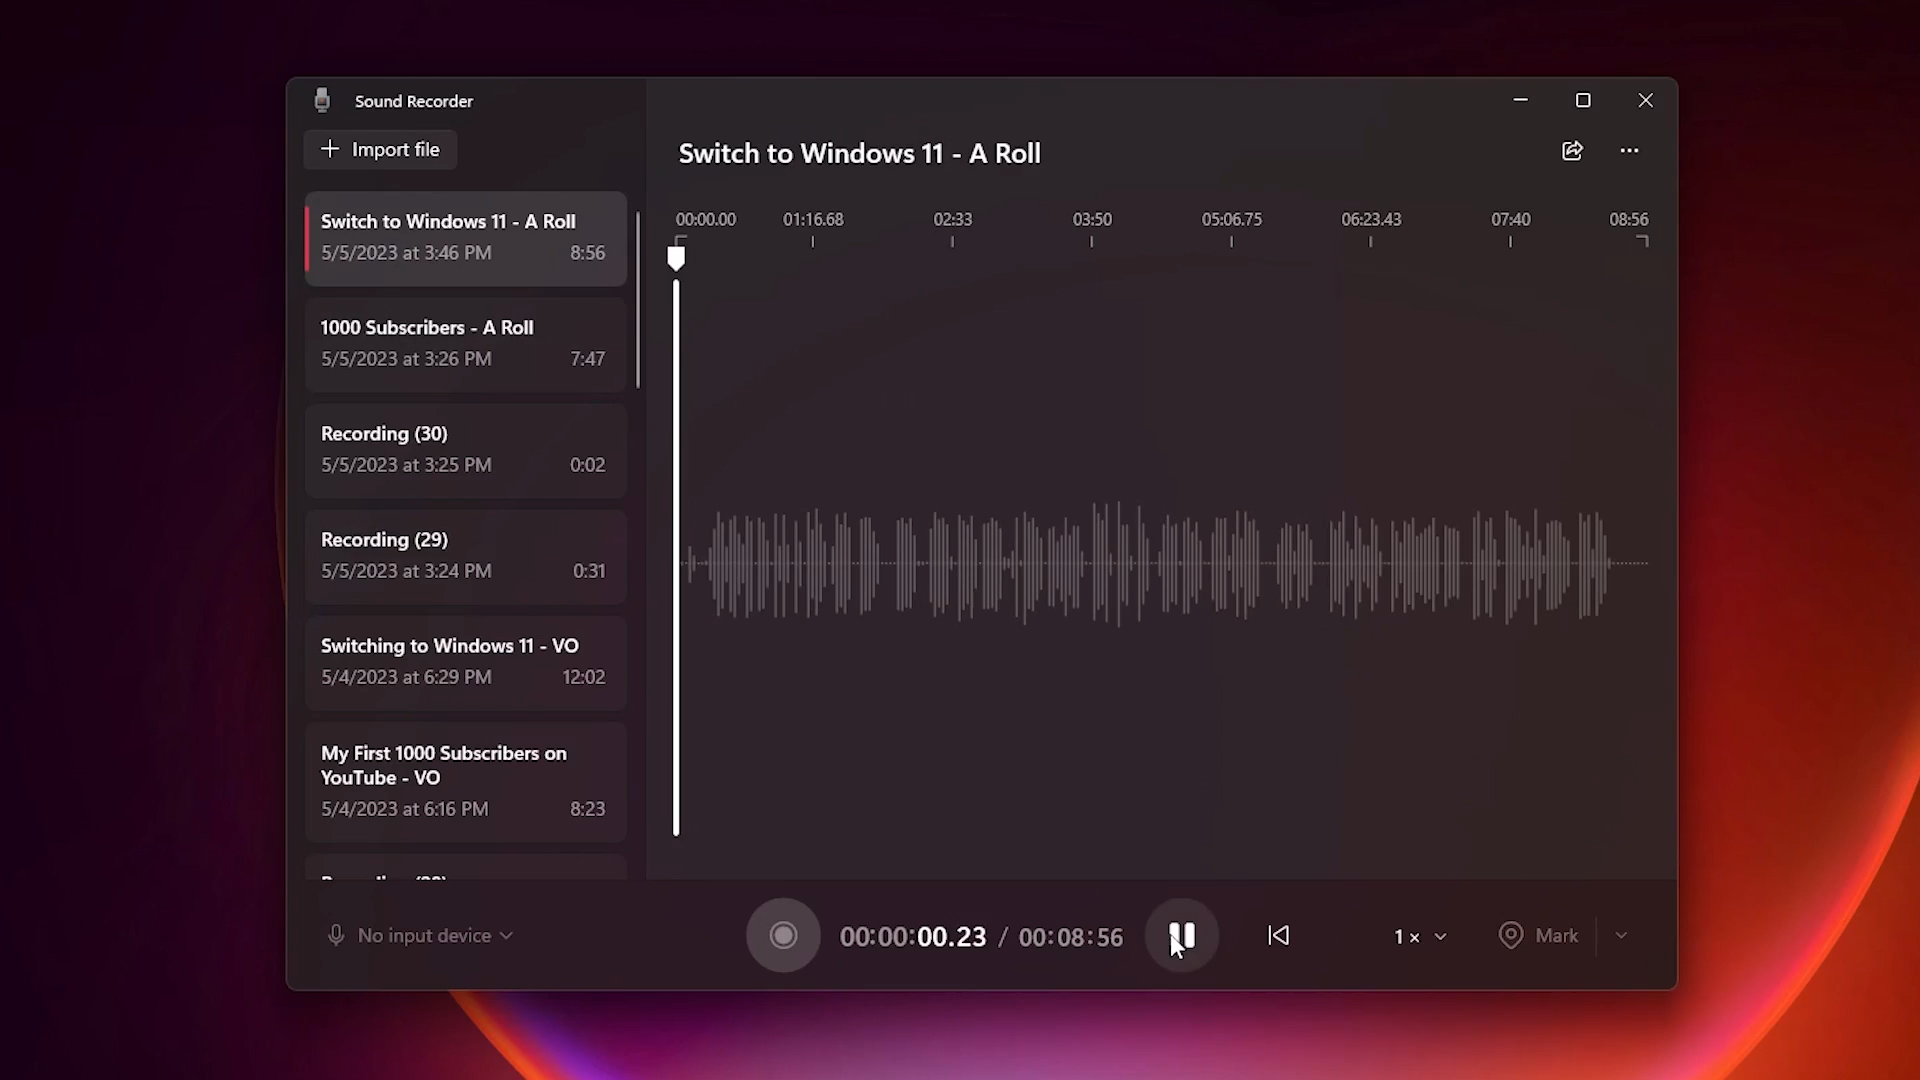 Sound Recorder
Import file
Switch to Windows 11 - A Roll
5/5/2023 at 3:46 PM 8:56
1000 Subscribers - A Roll
5/5/2023 at 3:26 PM 7:47
Recording (30)
5/5/2023 at 3:25 PM 0:02
Recording (29)
5/5/2023 at 3:24 PM 0:31
Switching to Windows 11 - VO
5/4/2023 at 6:29 PM 12:02
My First 1000 Subscribers on
YouTube - VO
5/4/2023 at 6:16 PM 8:23
Switch to Windows 11 - A Roll
00:00.00 01:16.68 02:33 03:50 05:06.75 06:23.43 07:40 08:56
No input device
00:00:00.23 / 00:08:56
1 x
Mark